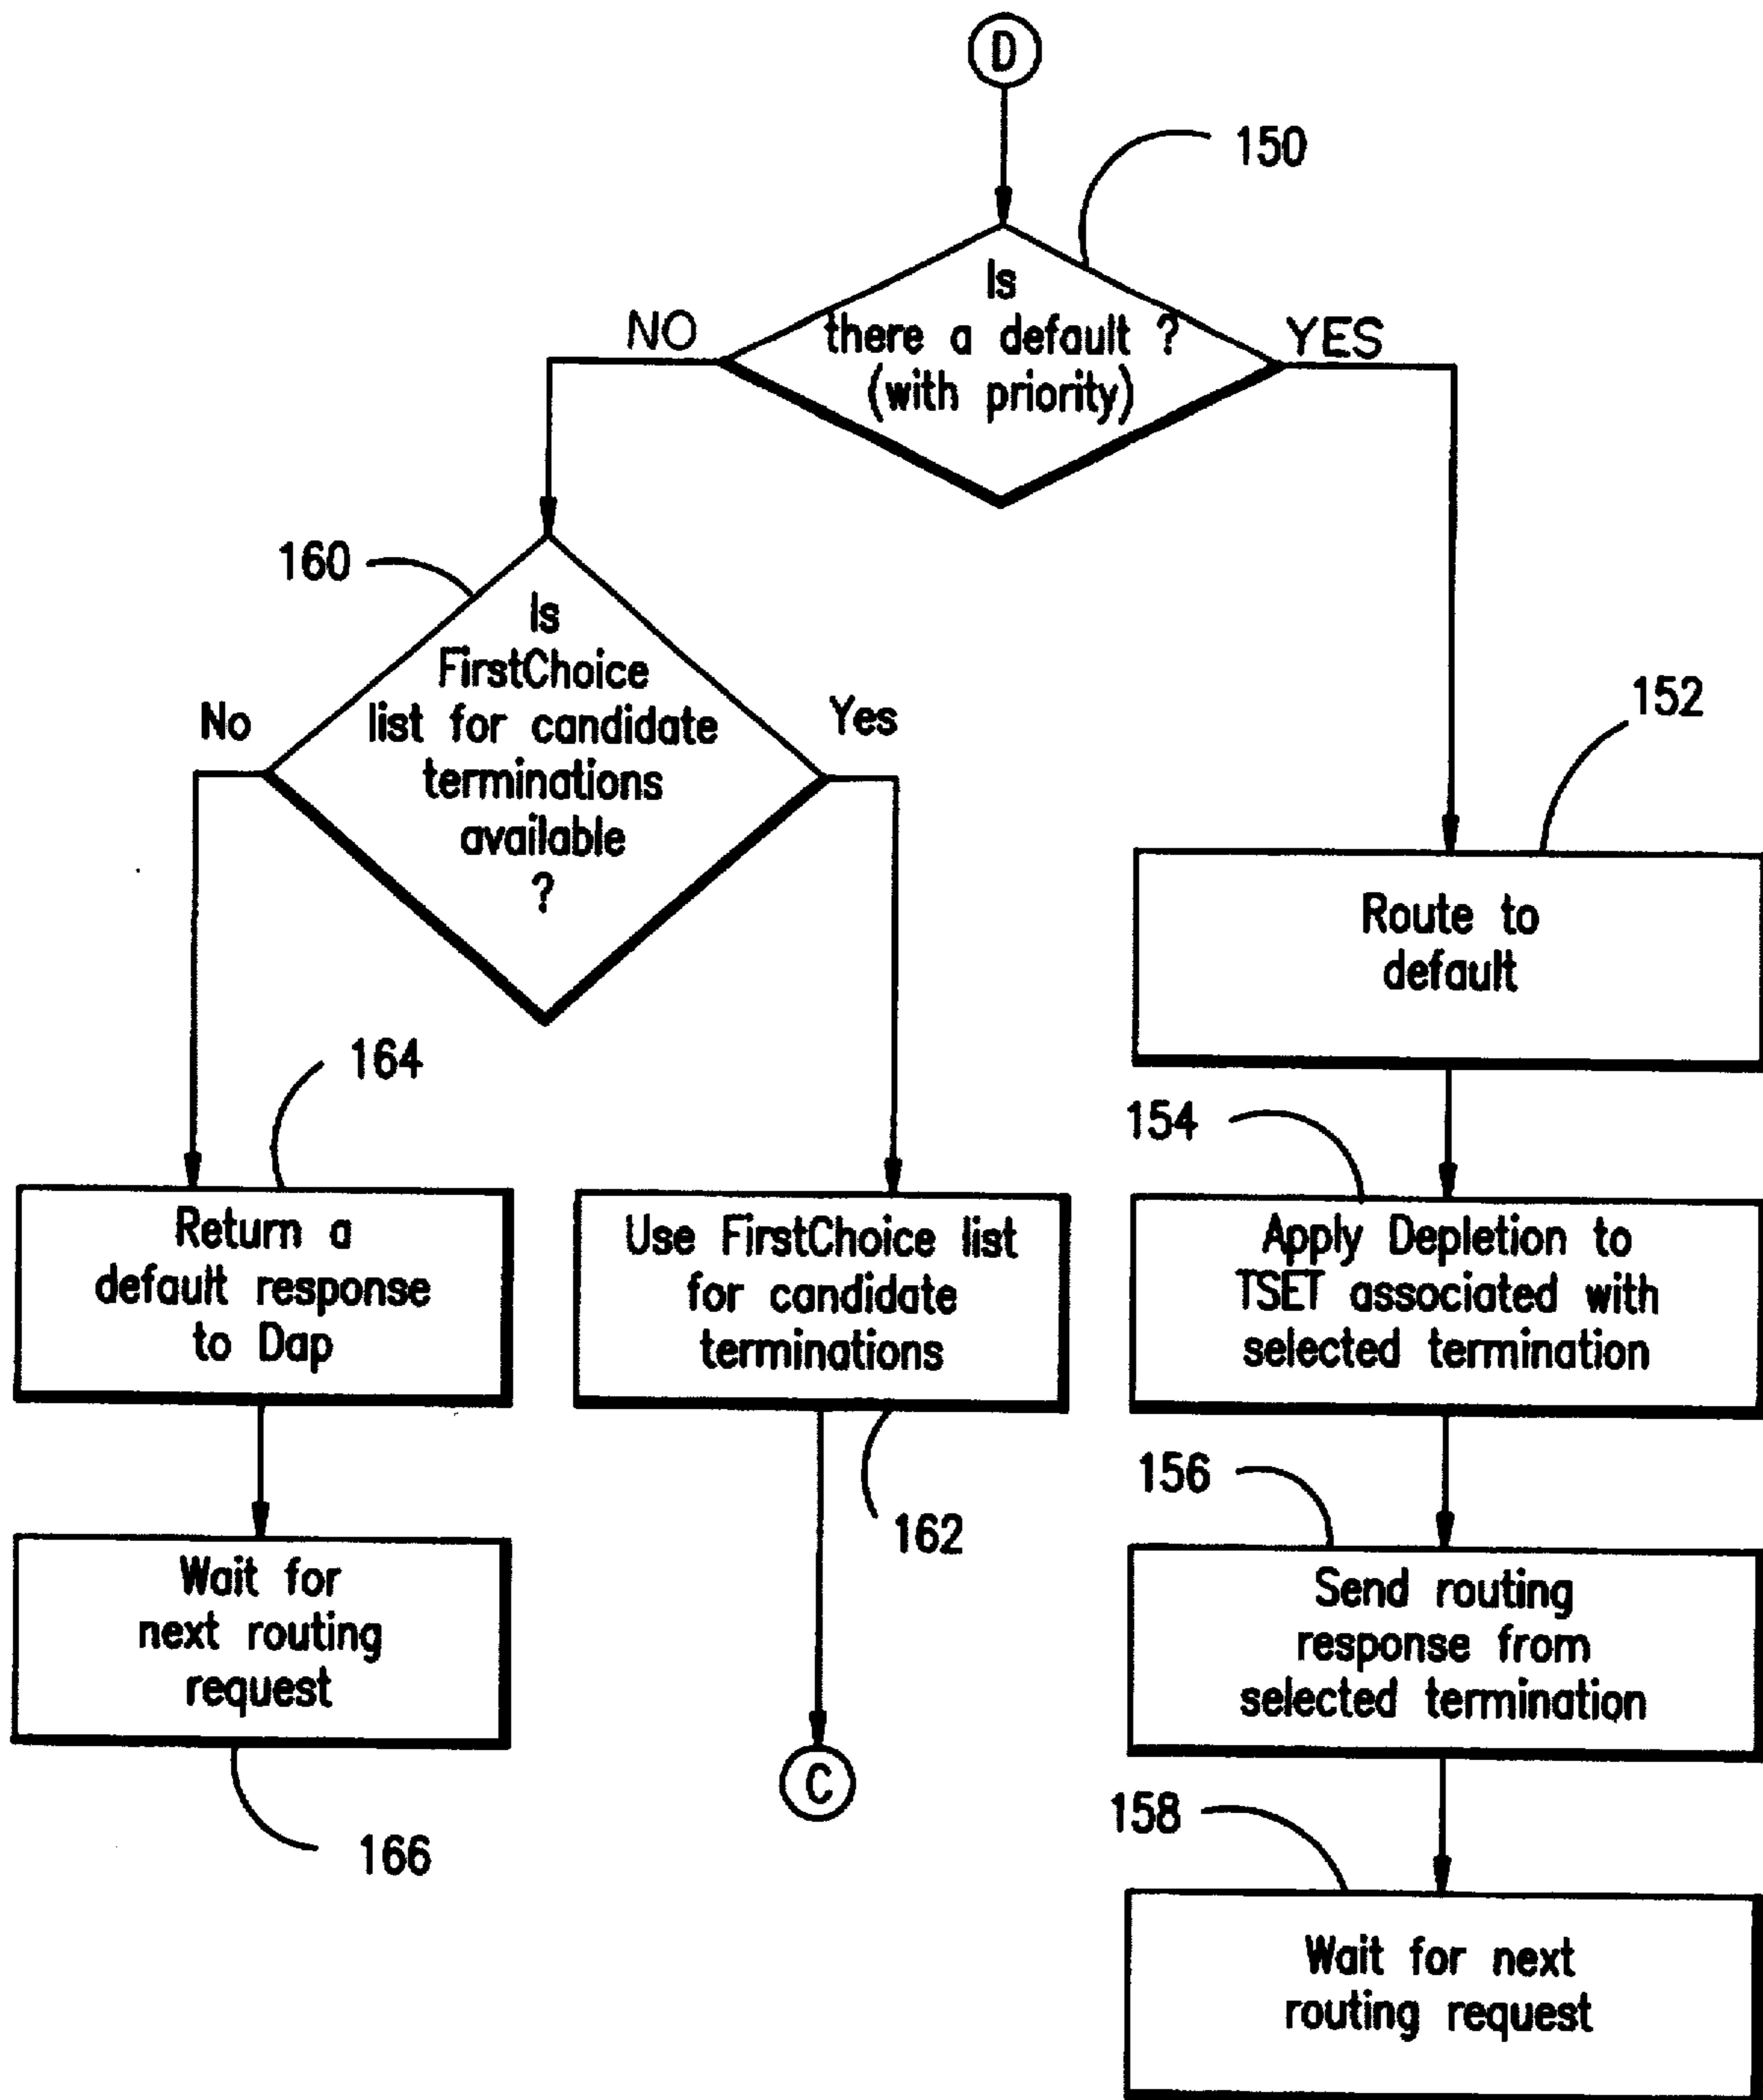 D
150
Is
there a default ?
(with priority)
NO
YES
160
Is
FirstChoice
list for candidate
terminations
available
?
No
Yes
152
Route to
default
164
Return a
default response
to Dap
Use FirstChoice list
for candidate
terminations
162
154
Apply Depletion to
TSET associated with
selected termination
Wait for
next routing
request
166
C
156
Send routing
response from
selected termination
158
Wait for next
routing request